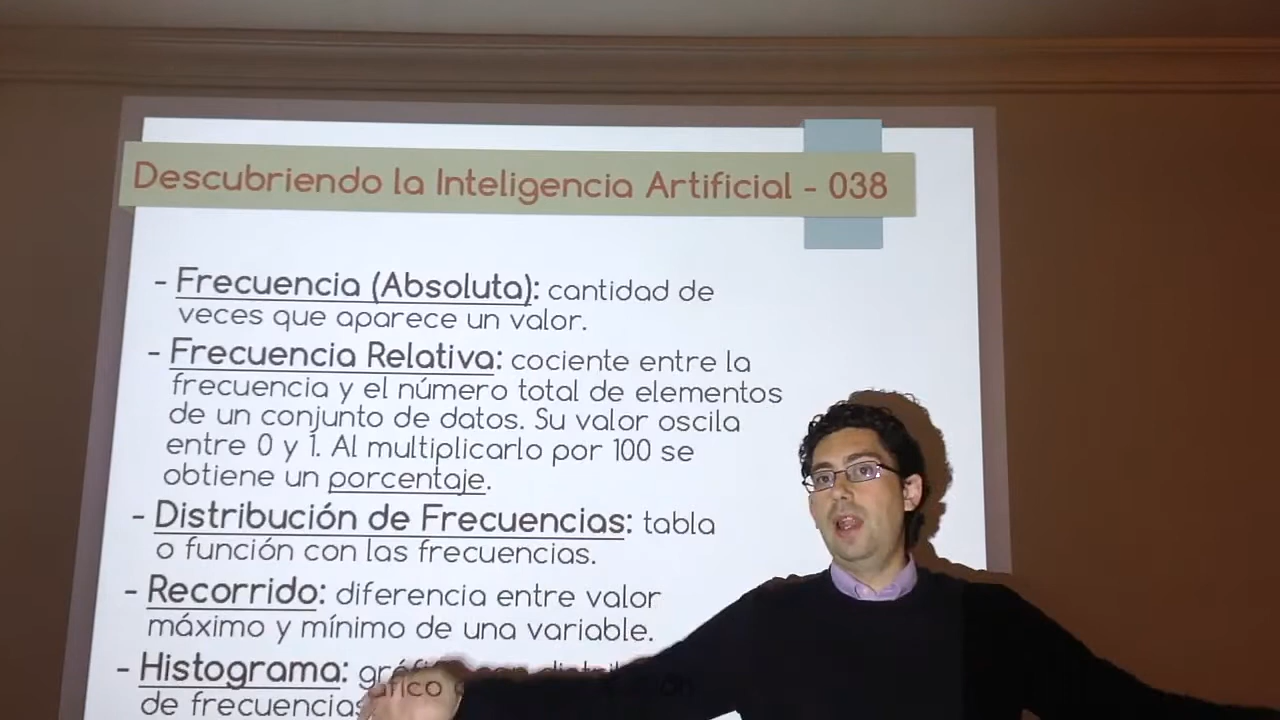 Descubriendo la Inteligencia Artificial - 038
- Frecuencia (Absoluta): cantidad de
veces que aparece un valor.
- Frecuencia Relativa: cociente entre la
frecuencia y el número total de elementos
de un conjunto de datos. Su valor oscila
entre 0 y 1. Al multiplicarlo por 100 se
obtiene un porcentaje.
- Distribución de Frecuencias: tabla
o función con las frecuencias.
- Recorrido: diferencia entre valor
máximo y mínimo de una variable.
- Histograma: gráfico con
de frecuencias